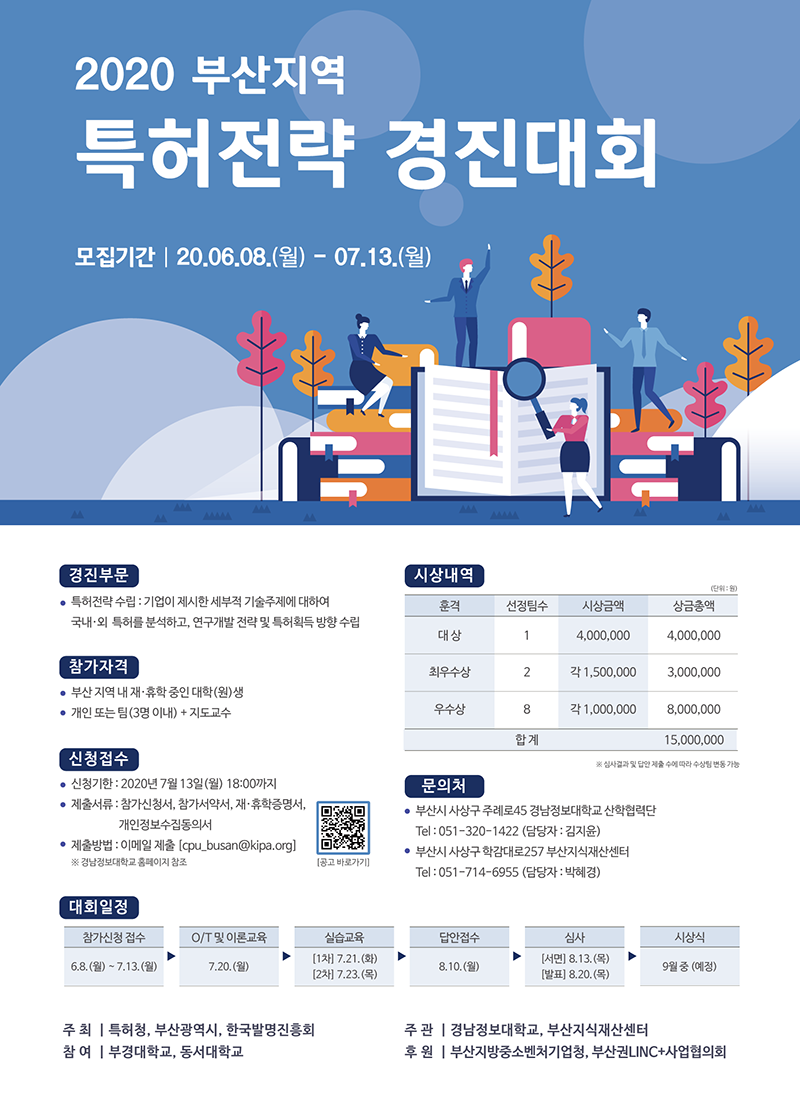 2020 부산지역
특허전략 경진대회
모집기간 | 20.06.08.(월) - 07.13.(월)
경진부문
• 특허전략 수립 : 기업이 제시한 세부적 기술주제에 대하여
국내·외 특허를 분석하고, 연구개발 전략 및 특허획득 방향 수립
참가자격
• 부산 지역 내 재·휴학 중인 대학(원)생
• 개인 또는 팀(3명 이내) + 지도교수
신청접수
• 신청기한 : 2020년 7월 13일(월) 18:00까지
• 제출서류 : 참가신청서, 참가서약서, 재·휴학증명서,
개인정보수집동의서
• 제출방법 : 이메일 제출 [cpu_busan@kipa.org]
※ 경남정보대학교 홈페이지 참조
[공고 바로가기]
시상내역
(단위 : 원)
훈격 선정팀수 시상금액 상금총액
대 상 1 4,000,000 4,000,000
최우수상 2 각 1,500,000 3,000,000
우수상 8 각 1,000,000 8,000,000
합 계 15,000,000
※ 심사결과 및 답안 제출 수에 따라 수상팀 변동 가능
문의처
• 부산시 사상구 주례로45 경남정보대학교 산학협력단
Tel : 051-320-1422 (담당자 : 김지윤)
• 부산시 사상구 학감대로257 부산지식재산센터
Tel : 051-714-6955 (담당자 : 박혜경)
대회일정
참가신청 접수 O/T 및 이론교육 실습교육 답안접수 심사 시상식
6.8.(월) ~ 7.13.(월) 7.20.(월) [1차] 7.21.(화) 8.10.(월) [서면] 8.13.(목) 9월 중 (예정)
[2차] 7.23.(목) [발표] 8.20.(목)
주 최 | 특허청, 부산광역시, 한국발명진흥회
참 여 | 부경대학교, 동서대학교
주 관 | 경남정보대학교, 부산지식재산센터
후 원 | 부산지방중소벤처기업청, 부산권LINC+사업협의회